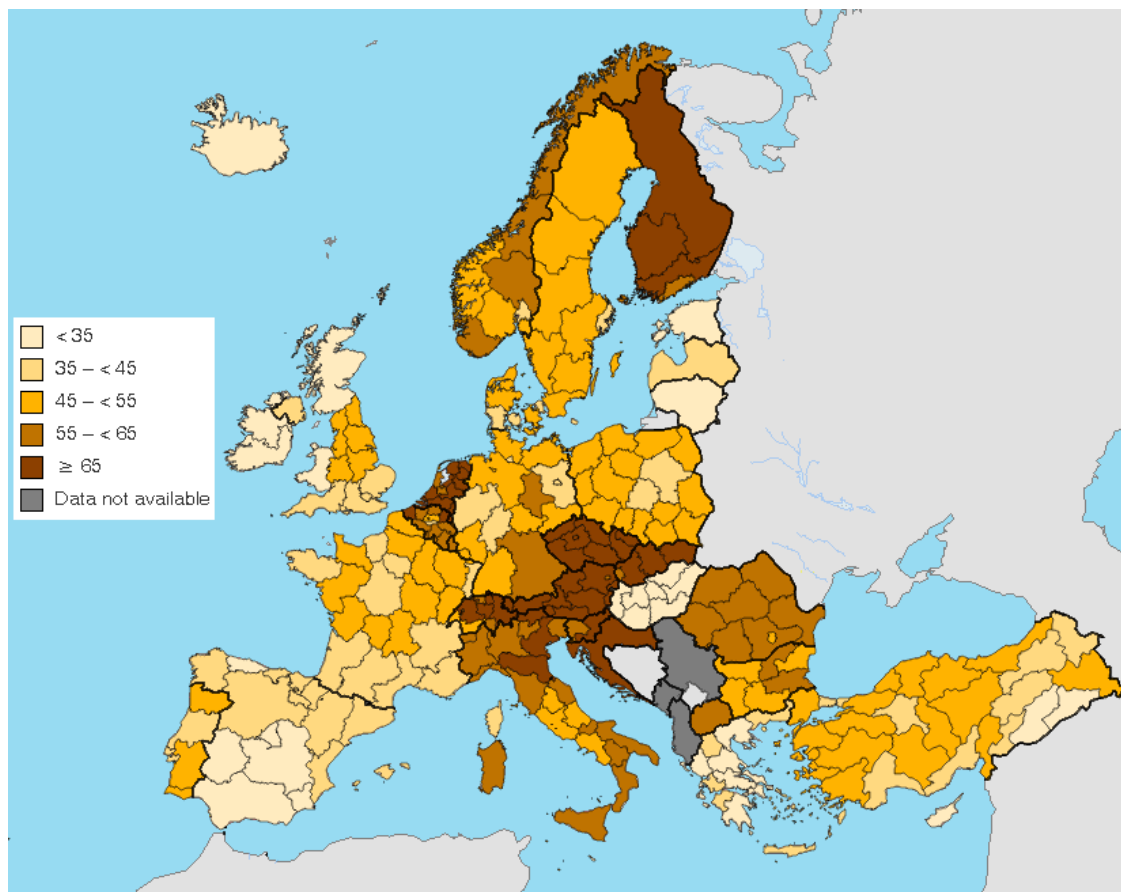 < 35
35 – < 45
45 – < 55
55 – < 65
≥ 65
Data not available